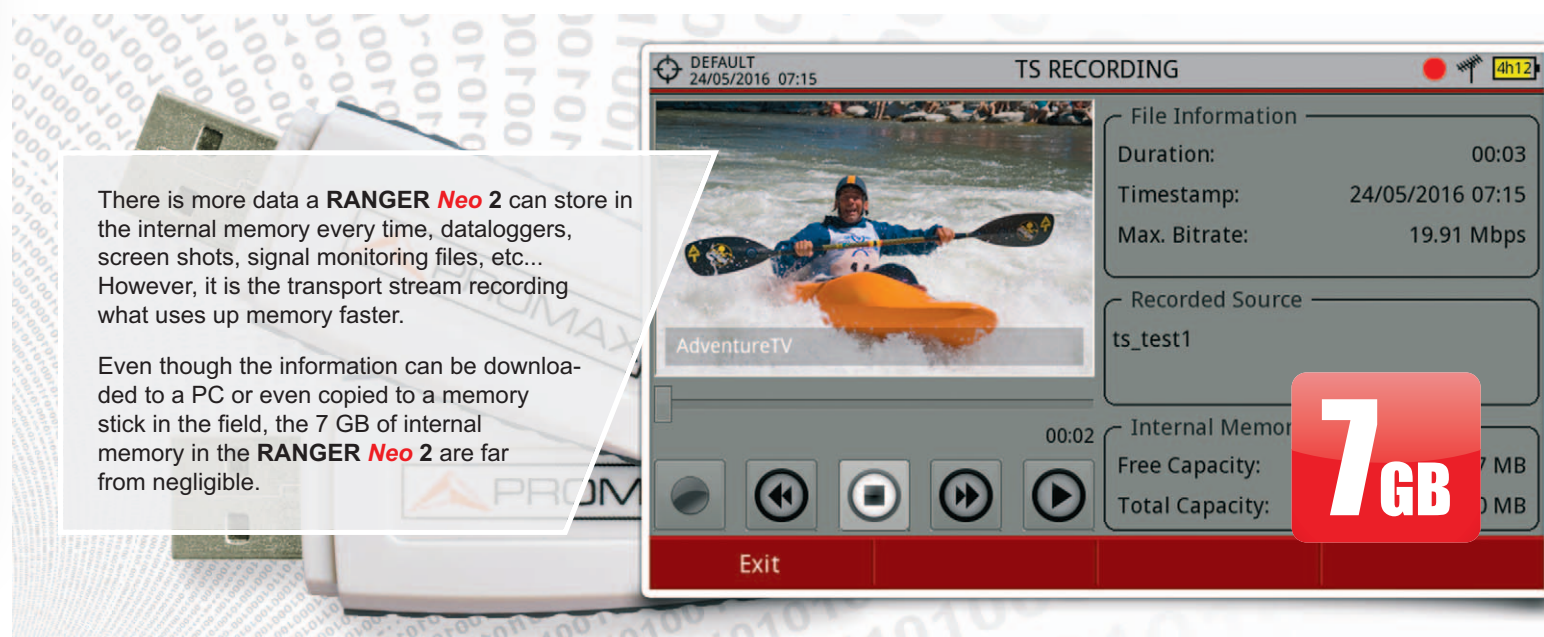 There is more data a RANGER Neo 2 can store in
the internal memory every time, dataloggers,
screen shots, signal monitoring files, etc...
However, it is the transport stream recording
what uses up memory faster.
Even though the information can be downloa-
ded to a PC or even copied to a memory
stick in the field, the 7 GB of internal
memory in the RANGER Neo 2 are far
from negligible.
PROMAX
PROM
DEFAULT
24/05/2016 07:15
TS RECORDING
4h12
AdventureTV
00:02
File Information
Duration: 00:03
Timestamp: 24/05/2016 07:15
Max. Bitrate: 19.91 Mbps
Recorded Source
ts_test1
Internal Memor
Free Capacity: 7 MB
Total Capacity: 0 MB
7GB
Exit